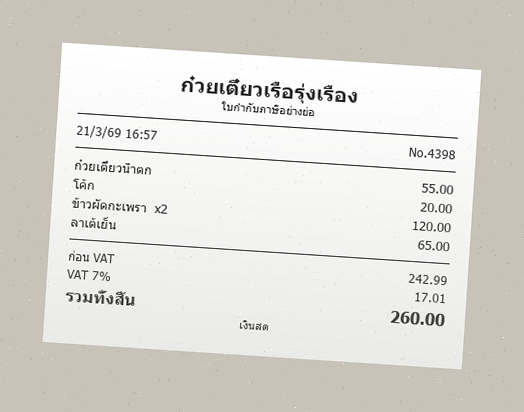 ก๋วยเตี๋ยวเรือรุ่งเรือง
ใบกำกับภาษีอย่างย่อ
21/3/69 16:57 No.4398
ก๋วยเตี๋ยวน้ำตก 55.00
โค้ก 20.00
ข้าวผัดกะเพรา x2 120.00
ลาเต้เย็น 65.00
ก่อน VAT 242.99
VAT 7% 17.01
รวมทั้งสิ้น 260.00
เงินสด